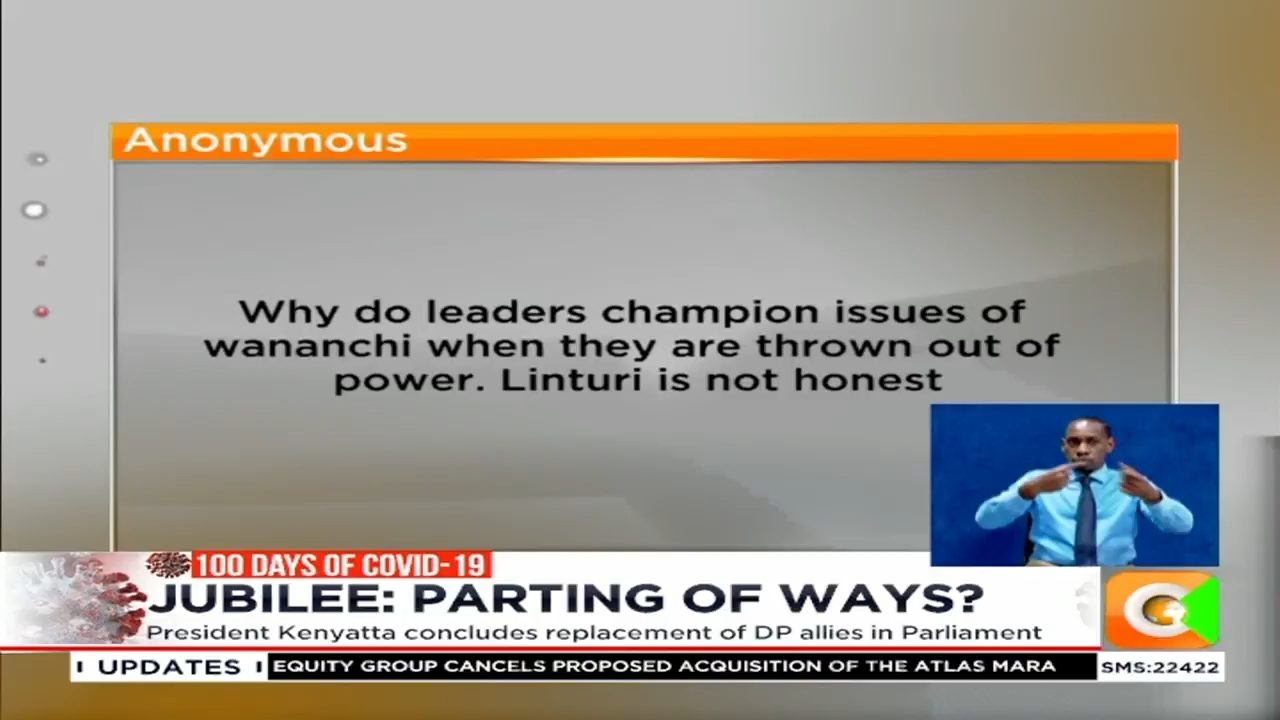 Anonymous
Why do leaders champion issues of
wananchi when they are thrown out of
power. Linturi is not honest
100 DAYS OF COVID-19
JUBILEE: PARTING OF WAYS?
President Kenyatta concludes replacement of DP allies in Parliament
UPDATES
EQUITY GROUP CANCELS PROPOSED ACQUISITION OF THE ATLAS MARA
SMS:22422